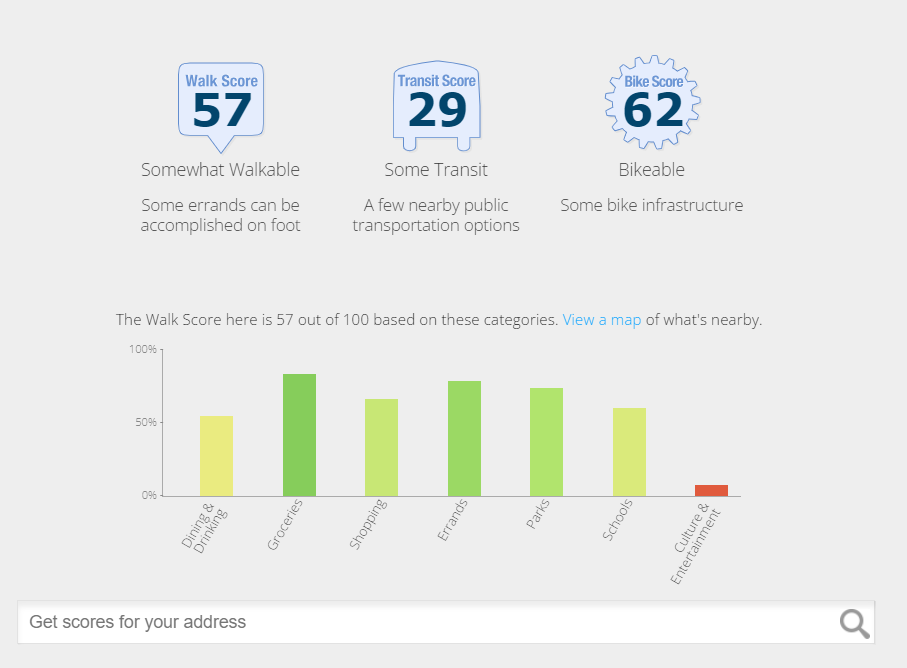 Walk Score
57
Transit Score
29
Bike Score
62
Somewhat Walkable
Some Transit
Bikeable
Some errands can be
accomplished on foot
A few nearby public
transportation options
Some bike infrastructure
The Walk Score here is 57 out of 100 based on these categories. View a map of what's nearby.
100%
50%
0%
Dining &
Drinking
Groceries
Shopping
Errands
Parks
Schools
Culture &
Entertainment
Get scores for your address